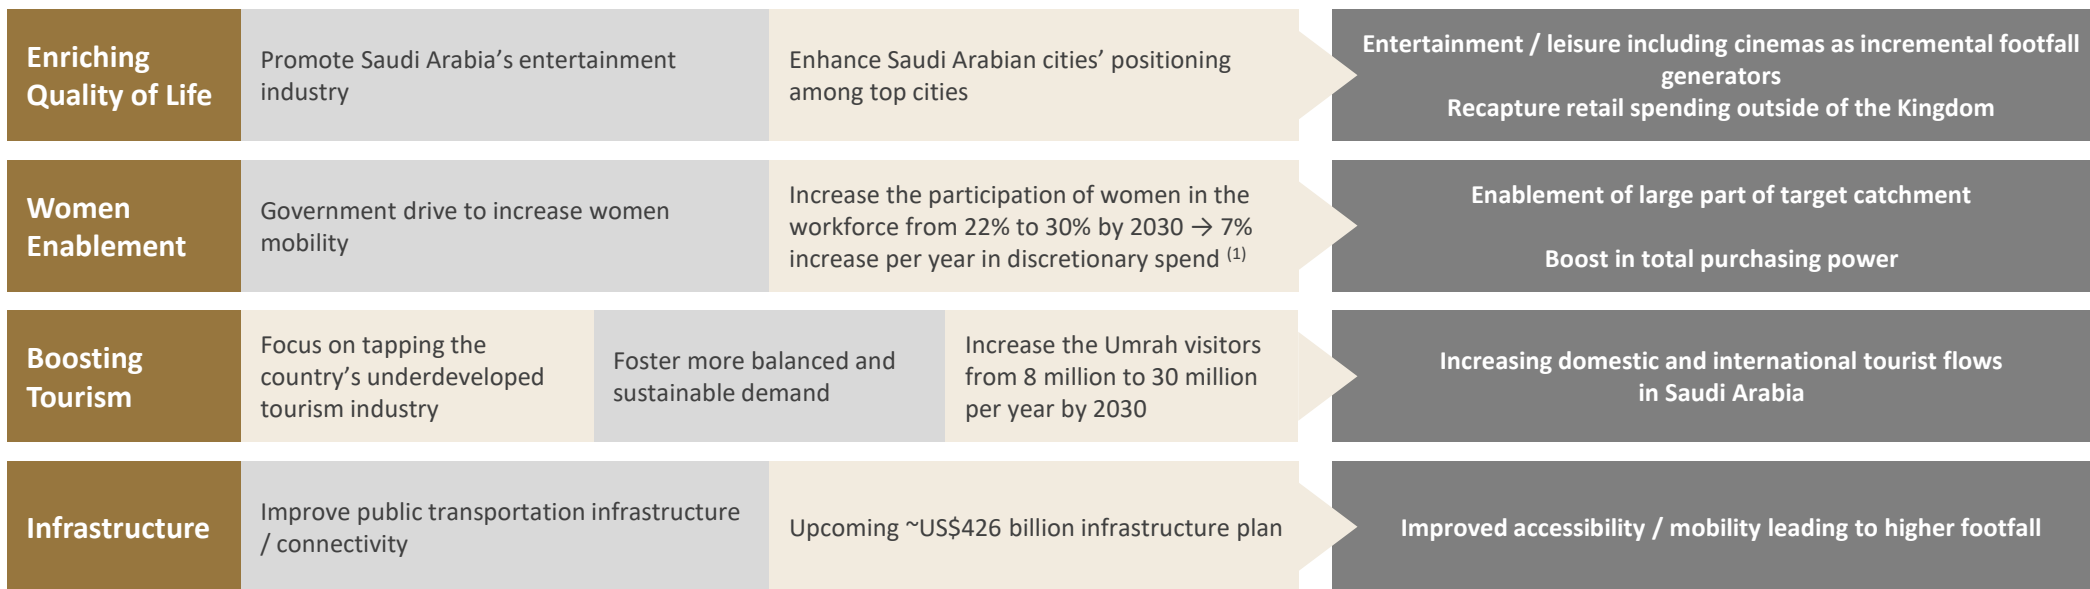 Enriching
Quality of Life
Promote Saudi Arabia’s entertainment
industry
Enhance Saudi Arabian cities’ positioning
among top cities
Entertainment / leisure including cinemas as incremental footfall
generators
Recapture retail spending outside of the Kingdom
Women
Enablement
Government drive to increase women
mobility
Increase the participation of women in the
workforce from 22% to 30% by 2030 → 7%
increase per year in discretionary spend (1)
Enablement of large part of target catchment
Boost in total purchasing power
Boosting
Tourism
Focus on tapping the
country’s underdeveloped
tourism industry
Foster more balanced and
sustainable demand
Increase the Umrah visitors
from 8 million to 30 million
per year by 2030
Increasing domestic and international tourist flows
in Saudi Arabia
Infrastructure
Improve public transportation infrastructure
/ connectivity
Upcoming ~US$426 billion infrastructure plan
Improved accessibility / mobility leading to higher footfall